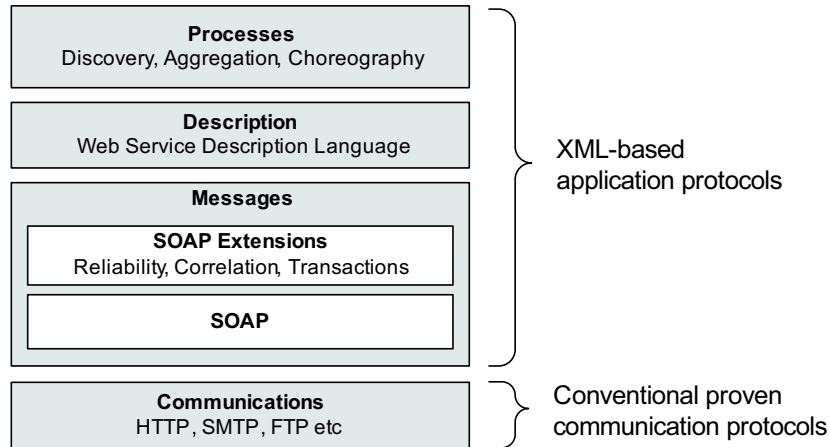 Processes
Discovery, Aggregation, Choreography
Description
Web Service Description Language
Messages
SOAP Extensions
Reliability, Correlation, Transactions
SOAP
XML-based
application protocols
Communications
HTTP, SMTP, FTP etc
Conventional proven
communication protocols